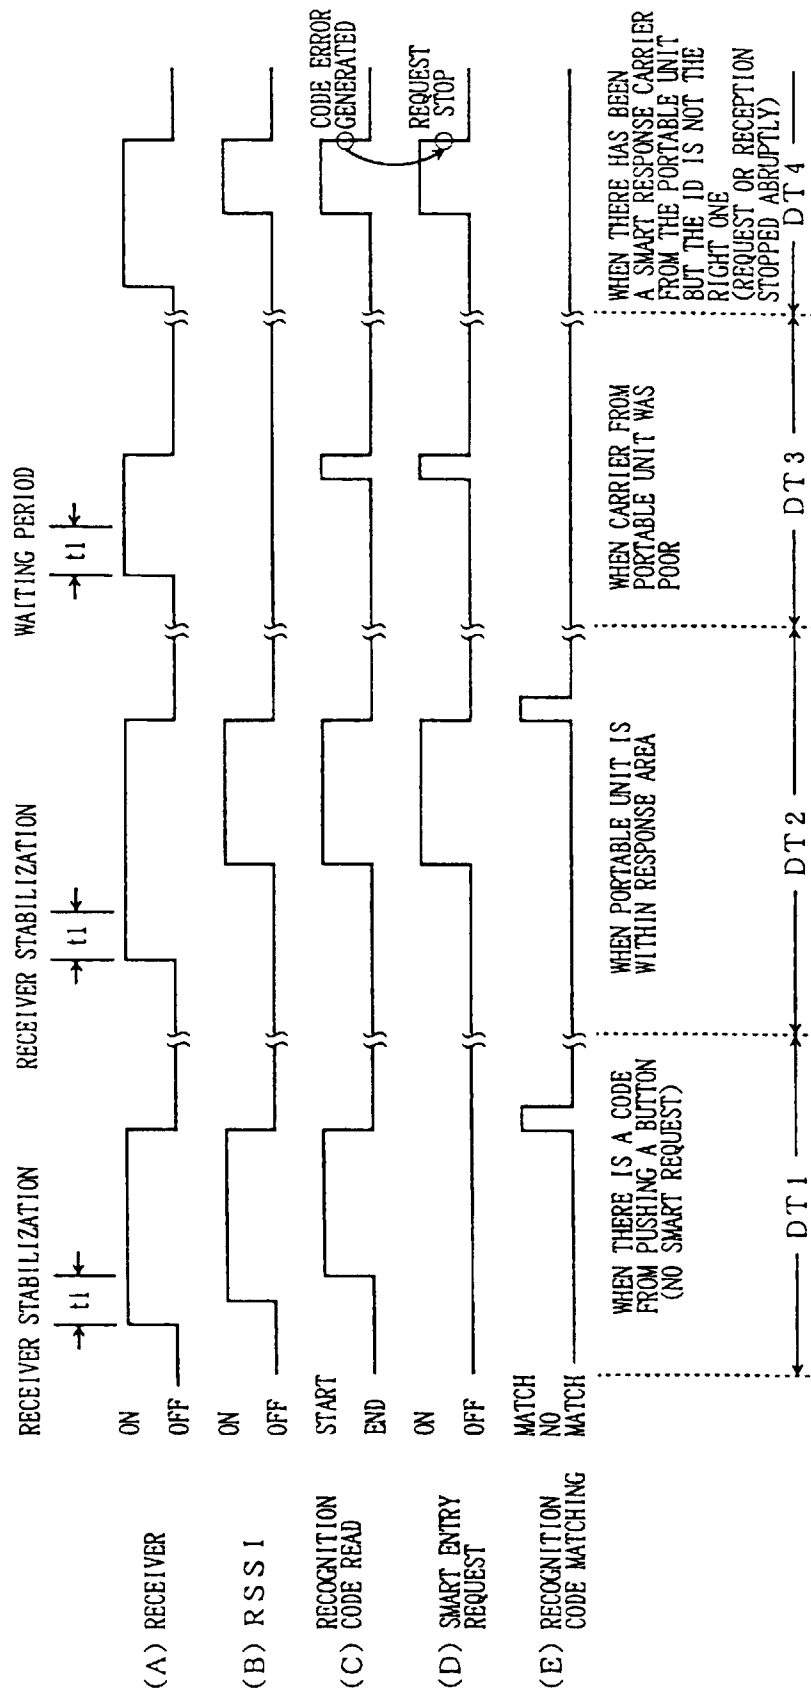 RECEIVER STABILIZATION
RECEIVER STABILIZATION
WAITING PERIOD
t1
t1
t1
(A) RECEIVER
ON
OFF
(B) RSSI
ON
OFF
(C) RECOGNITION
CODE READ
START
END
CODE ERROR
GENERATED
(D) SMART ENTRY
REQUEST
ON
OFF
REQUEST
STOP
(E) RECOGNITION
CODE MATCHING
MATCH
NO
MATCH
WHEN THERE IS A CODE
FROM PUSHING A BUTTON
(NO SMART REQUEST)
WHEN PORTABLE UNIT IS
WITHIN RESPONSE AREA
WHEN CARRIER FROM
PORTABLE UNIT WAS
POOR
WHEN THERE HAS BEEN
A SMART RESPONSE CARRIER
FROM THE PORTABLE UNIT
BUT THE ID IS NOT THE
RIGHT ONE
(REQUEST OR RECEPTION
STOPPED ABRUPTLY)
DT1
DT2
DT3
DT4